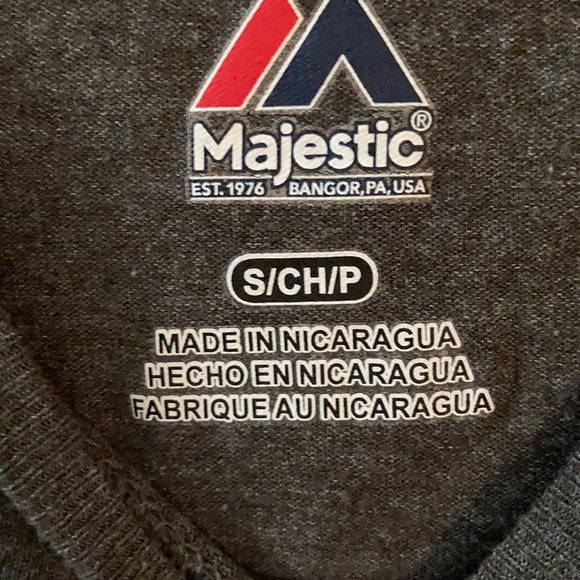 Majestic®
EST. 1976 BANGOR, PA, USA
S/CH/P
MADE IN NICARAGUA
HECHO EN NICARAGUA
FABRIQUE AU NICARAGUA